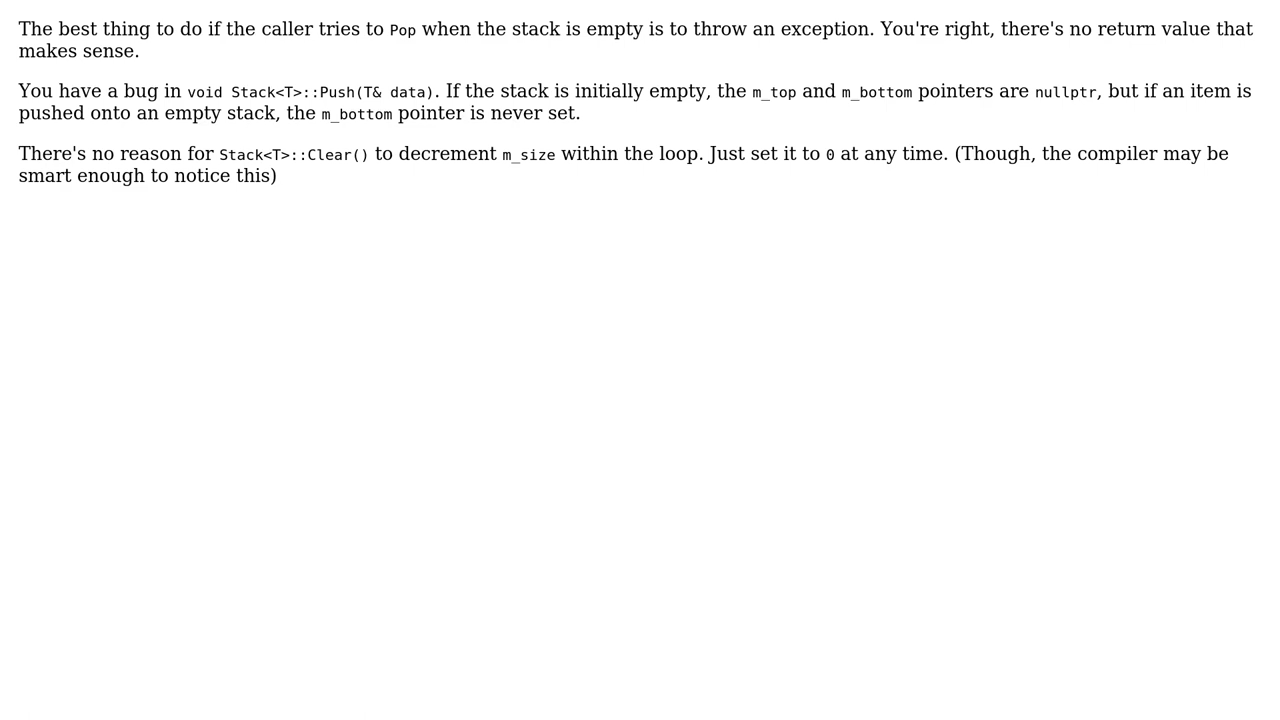 The best thing to do if the caller tries to Pop when the stack is empty is to throw an exception. You're right, there's no return value that
makes sense.
You have a bug in void Stack<T>::Push(T& data). If the stack is initially empty, the m_top and m_bottom pointers are nullptr, but if an item is
pushed onto an empty stack, the m_bottom pointer is never set.
There's no reason for Stack<T>::Clear() to decrement m_size within the loop. Just set it to 0 at any time. (Though, the compiler may be
smart enough to notice this)